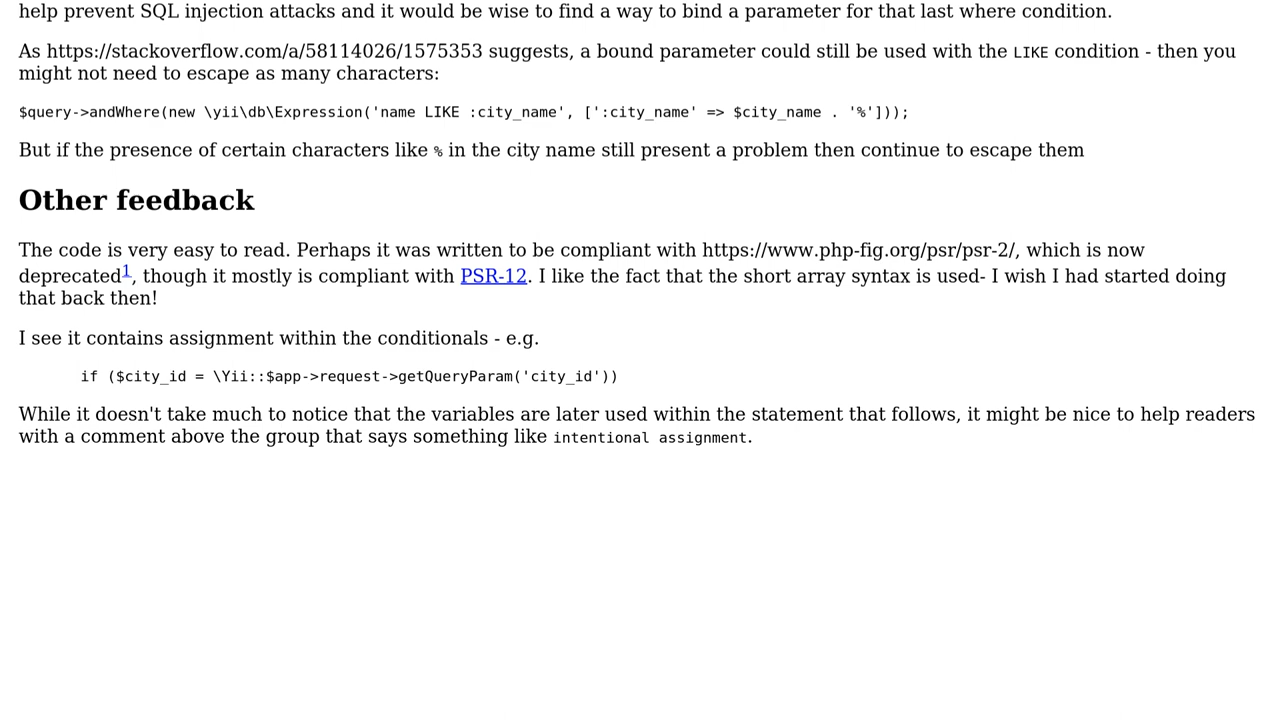 help prevent SQL injection attacks and it would be wise to find a way to bind a parameter for that last where condition.
As https://stackoverflow.com/a/58114026/1575353 suggests, a bound parameter could still be used with the LIKE condition - then you
might not need to escape as many characters:
$query->andWhere(new \yii\db\Expression('name LIKE :city_name', [':city_name' => $city_name . '%']));
But if the presence of certain characters like % in the city name still present a problem then continue to escape them
Other feedback
The code is very easy to read. Perhaps it was written to be compliant with https://www.php-fig.org/psr/psr-2/, which is now
deprecated1, though it mostly is compliant with PSR-12. I like the fact that the short array syntax is used- I wish I had started doing
that back then!
I see it contains assignment within the conditionals - e.g.
if ($city_id = \Yii::$app->request->getQueryParam('city_id'))
While it doesn't take much to notice that the variables are later used within the statement that follows, it might be nice to help readers
with a comment above the group that says something like intentional assignment.